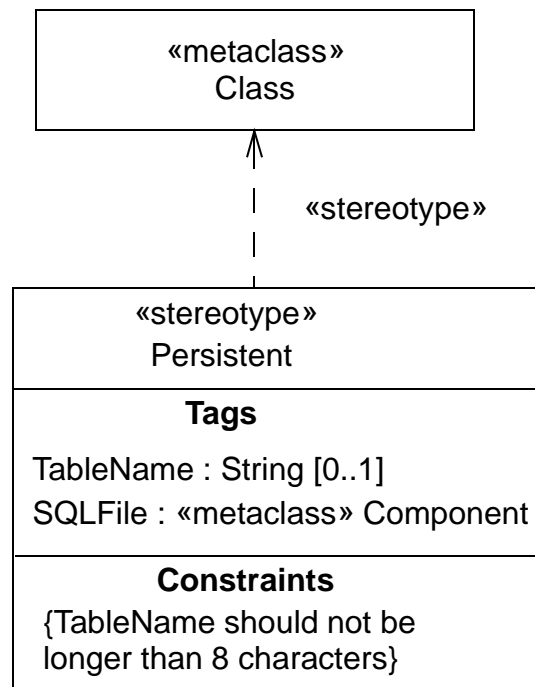 «metaclass»
Class
«stereotype»
«stereotype»
Persistent
Tags
TableName : String [0..1]
SQLFile : «metaclass» Component
Constraints
{TableName should not be
longer than 8 characters}